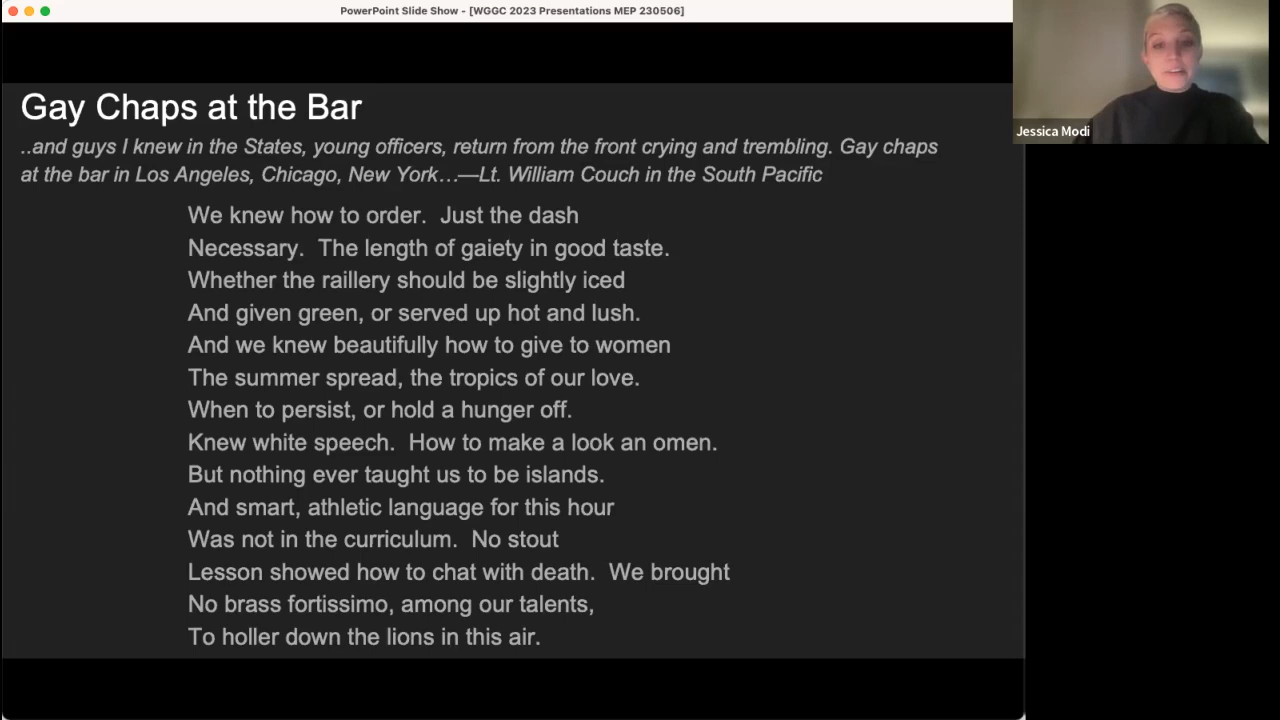 PowerPoint Slide Show - [WGGC 2023 Presentations MEP 230506]
Jessica Modi
Gay Chaps at the Bar
..and guys I knew in the States, young officers, return from the front crying and trembling. Gay chaps
at the bar in Los Angeles, Chicago, New York…—Lt. William Couch in the South Pacific
We knew how to order.  Just the dash
Necessary.  The length of gaiety in good taste.
Whether the raillery should be slightly iced
And given green, or served up hot and lush.
And we knew beautifully how to give to women
The summer spread, the tropics of our love.
When to persist, or hold a hunger off.
Knew white speech.  How to make a look an omen.
But nothing ever taught us to be islands.
And smart, athletic language for this hour
Was not in the curriculum.  No stout
Lesson showed how to chat with death.  We brought
No brass fortissimo, among our talents,
To holler down the lions in this air.